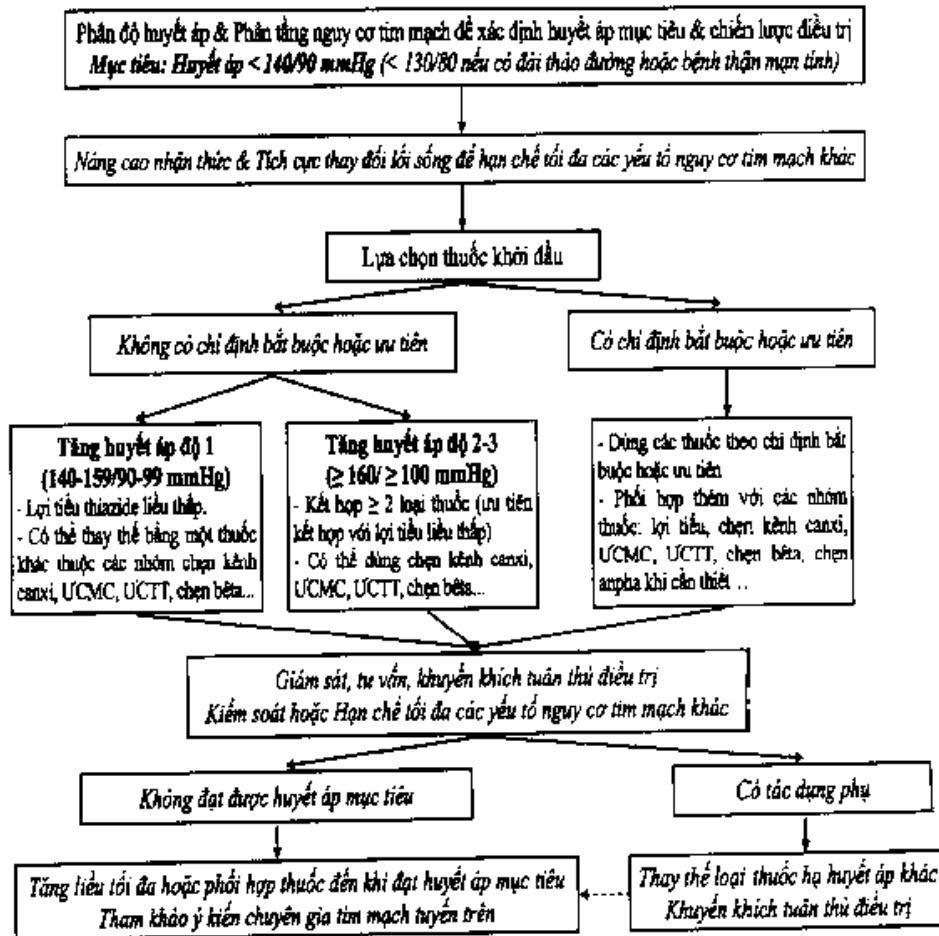 Phân độ huyết áp & Phân tầng nguy cơ tim mạch để xác định huyết áp mục tiêu & chiến lược điều trị
Mục tiêu: Huyết áp < 140/90 mmHg (< 130/80 nếu có đái tháo đường hoặc bệnh thận mạn tính)
Nâng cao nhận thức & Tích cực thay đổi lối sống để hạn chế tối đa các yếu tố nguy cơ tim mạch khác
Lựa chọn thuốc khởi đầu
Không có chỉ định bắt buộc hoặc ưu tiên
Có chỉ định bắt buộc hoặc ưu tiên
Tăng huyết áp độ 1
(140-159/90-99 mmHg)
- Lợi tiểu thiazide liều thấp.
- Có thể thay thế bằng một thuốc
khác thuộc các nhóm chẹn kênh
canxi, ƯCMC, ƯCTT, chẹn bêta...
Tăng huyết áp độ 2-3
(≥ 160/ ≥ 100 mmHg)
- Kết hợp ≥ 2 loại thuốc (ưu tiên
kết hợp với lợi tiểu liều thấp)
- Có thể dùng chẹn kênh canxi,
ƯCMC, ƯCTT, chẹn bêta...
- Dùng các thuốc theo chỉ định bắt
buộc hoặc ưu tiên
- Phối hợp thêm với các nhóm
thuốc: lợi tiểu, chẹn kênh canxi,
ƯCMC, ƯCTT, chẹn bêta, chẹn
anpha khi cần thiết ...
Giám sát, tư vấn, khuyến khích tuân thủ điều trị
Kiểm soát hoặc Hạn chế tối đa các yếu tố nguy cơ tim mạch khác
Không đạt được huyết áp mục tiêu
Có tác dụng phụ
Tăng liều tối đa hoặc phối hợp thuốc đến khi đạt huyết áp mục tiêu
Tham khảo ý kiến chuyên gia tim mạch tuyến trên
Thay thế loại thuốc hạ huyết áp khác
Khuyến khích tuân thủ điều trị